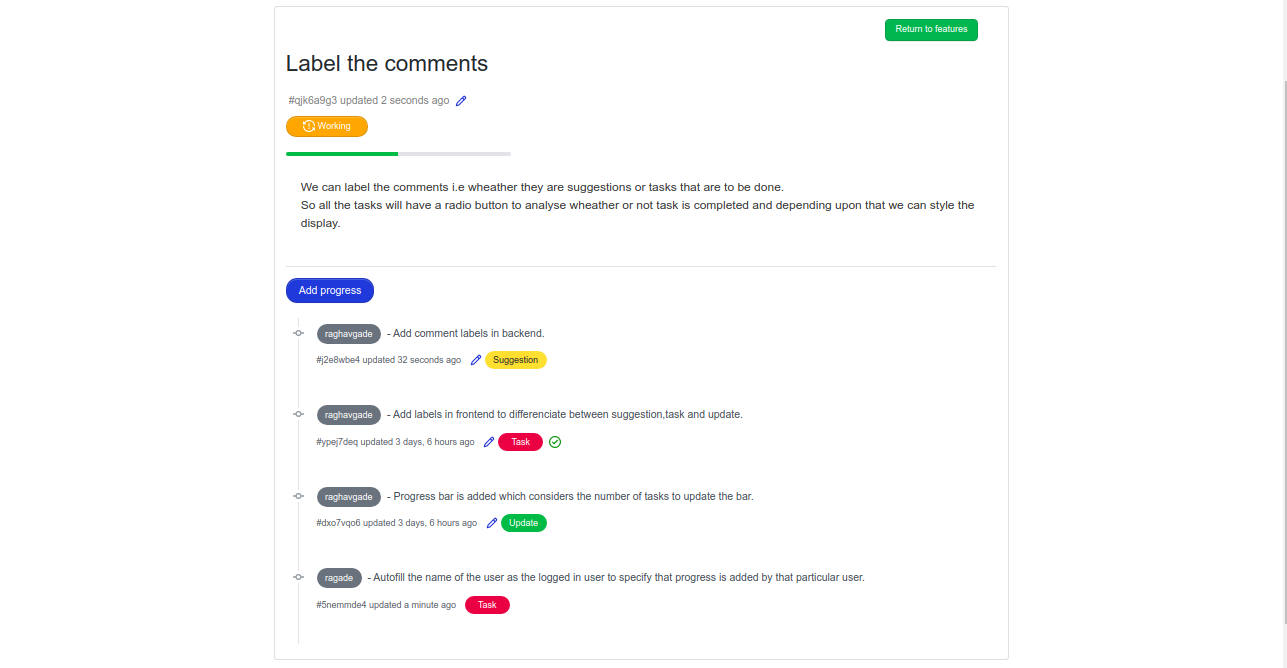 Return to features
Label the comments
#qjk6a9g3 updated 2 seconds ago
Working
We can label the comments i.e wheather they are suggestions or tasks that are to be done.
So all the tasks will have a radio button to analyse wheather or not task is completed and depending upon that we can style the
display.
Add progress
raghavgade - Add comment labels in backend.
#j2e8wbe4 updated 32 seconds ago Suggestion
raghavgade - Add labels in frontend to differenciate between suggestion,task and update.
#ypej7deq updated 3 days, 6 hours ago Task
raghavgade - Progress bar is added which considers the number of tasks to update the bar.
#dxo7vqo6 updated 3 days, 6 hours ago Update
ragade - Autofill the name of the user as the logged in user to specify that progress is added by that particular user.
#5nemmde4 updated a minute ago Task